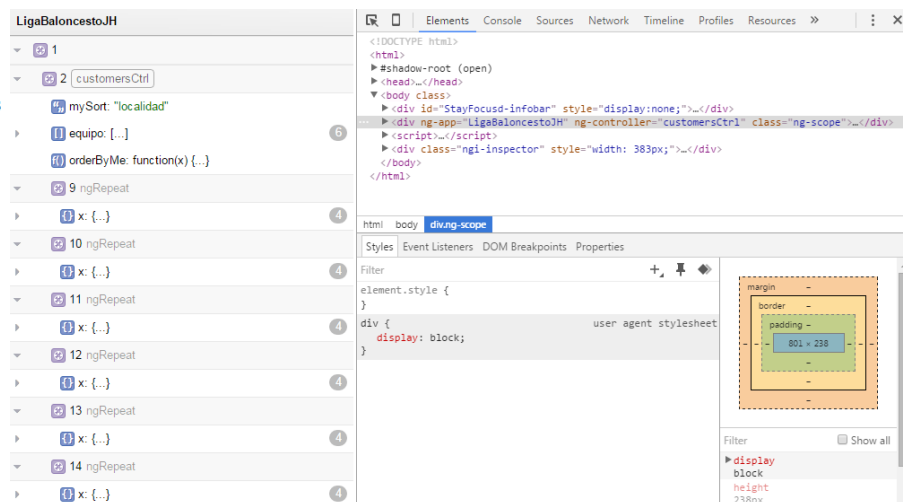 LigaBaloncestoJH
1
2 customersCtrl
mySort: "localidad"
equipo: [...] 6
orderByMe: function(x) {...}
9 ngRepeat
x: {...} 4
10 ngRepeat
x: {...} 4
11 ngRepeat
x: {...} 4
12 ngRepeat
x: {...} 4
13 ngRepeat
x: {...} 4
14 ngRepeat
x: {...} 4
Elements Console Sources Network Timeline Profiles Resources »
<!DOCTYPE html>
<html>
#shadow-root (open)
<head>…</head>
<body class>
<div id="StayFocusd-infobar" style="display:none;">…</div>
<div ng-app="LigaBaloncestoJH" ng-controller="customersCtrl" class="ng-scope">…</div>
<script>…</script>
<div class="ngi-inspector" style="width: 383px;">…</div>
</body>
</html>
html body div.ng-scope
Styles Event Listeners DOM Breakpoints Properties
Filter
element.style {
}
div { user agent stylesheet
display: block;
}
margin –
border –
padding –
– – – 801 × 238 – – –
–
–
–
Filter Show all
display
block
height
238px